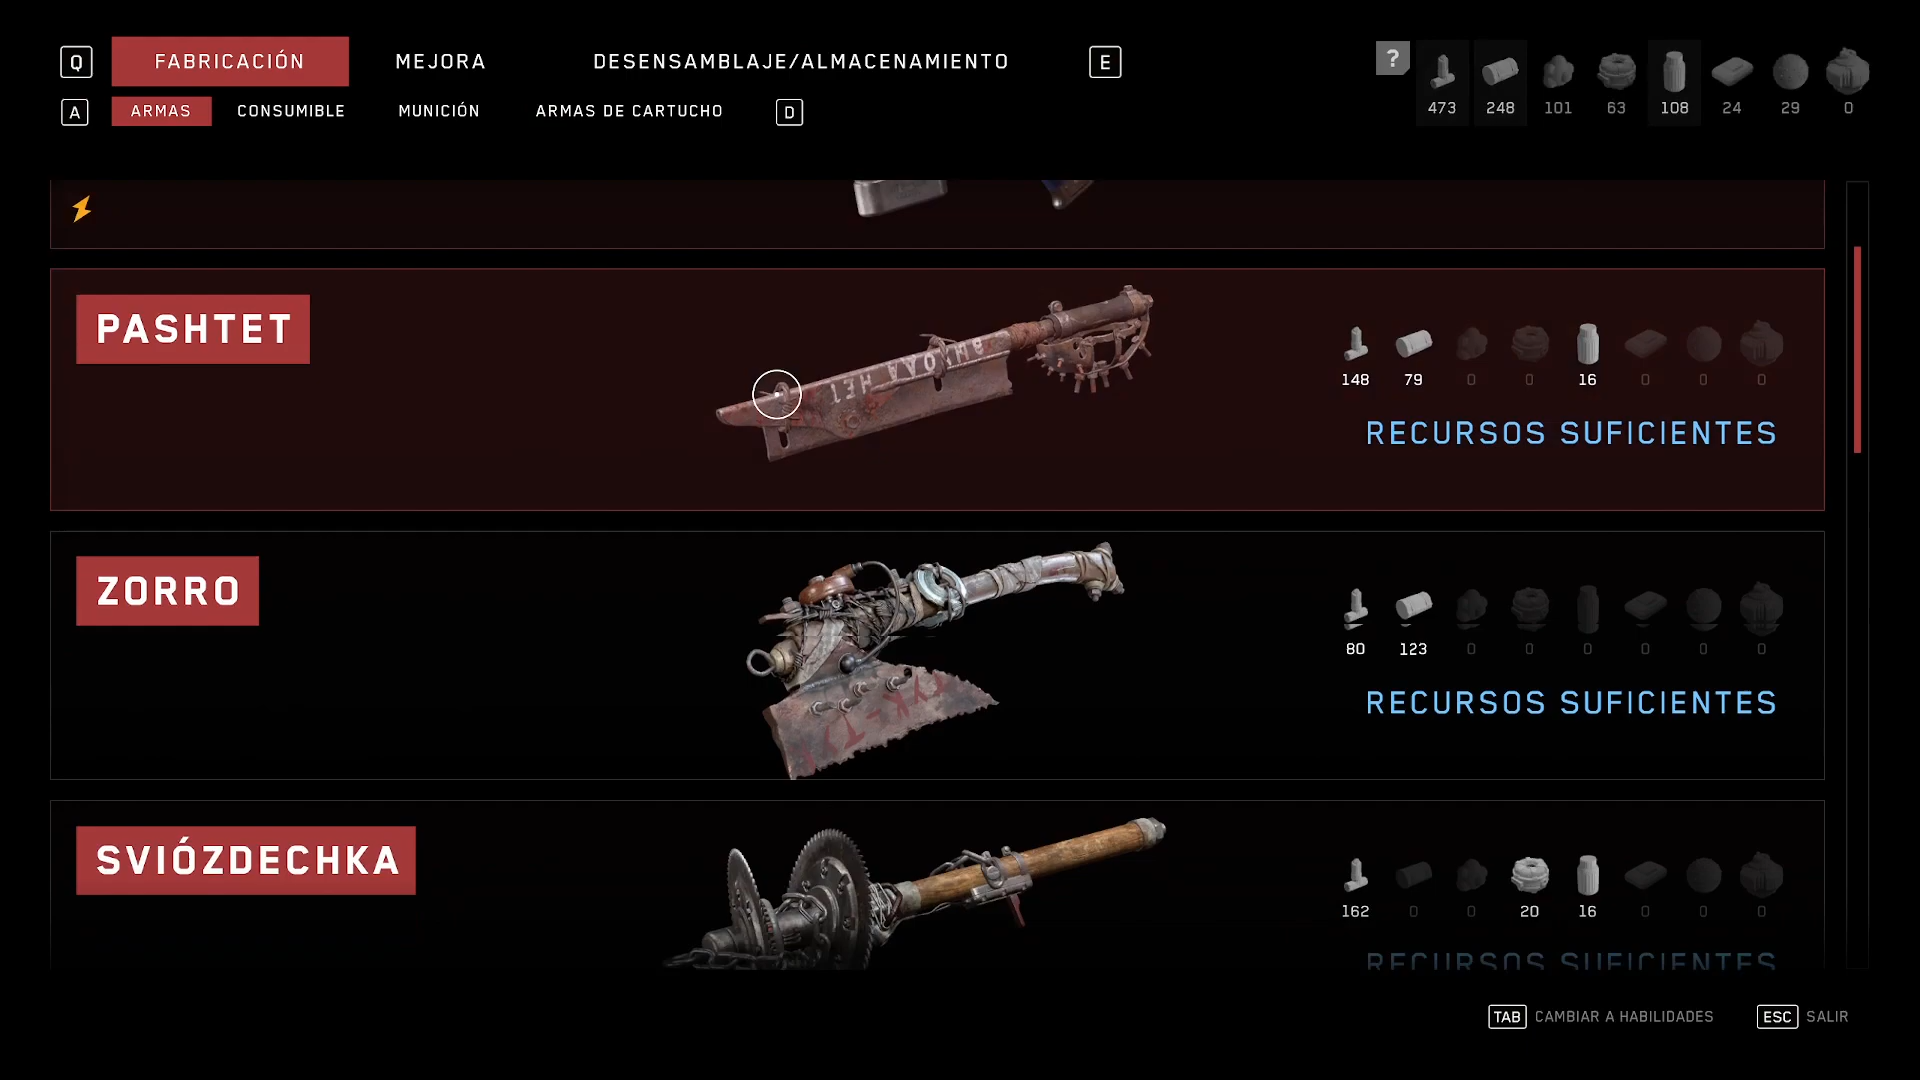 Q FABRICACIÓN MEJORA DESENSAMBLAJE/ALMACENAMIENTO E
A ARMAS CONSUMIBLE MUNICIÓN ARMAS DE CARTUCHO D
?
473 248 101 63 108 24 29 0
PASHTET
148 79 0 0 16 0 0 0
RECURSOS SUFICIENTES
ZORRO
80 123 0 0 0 0 0 0
RECURSOS SUFICIENTES
SVIÓZDECHKA
162 0 0 20 16 0 0 0
RECURSOS SUFICIENTES
TAB CAMBIAR A HABILIDADES ESC SALIR